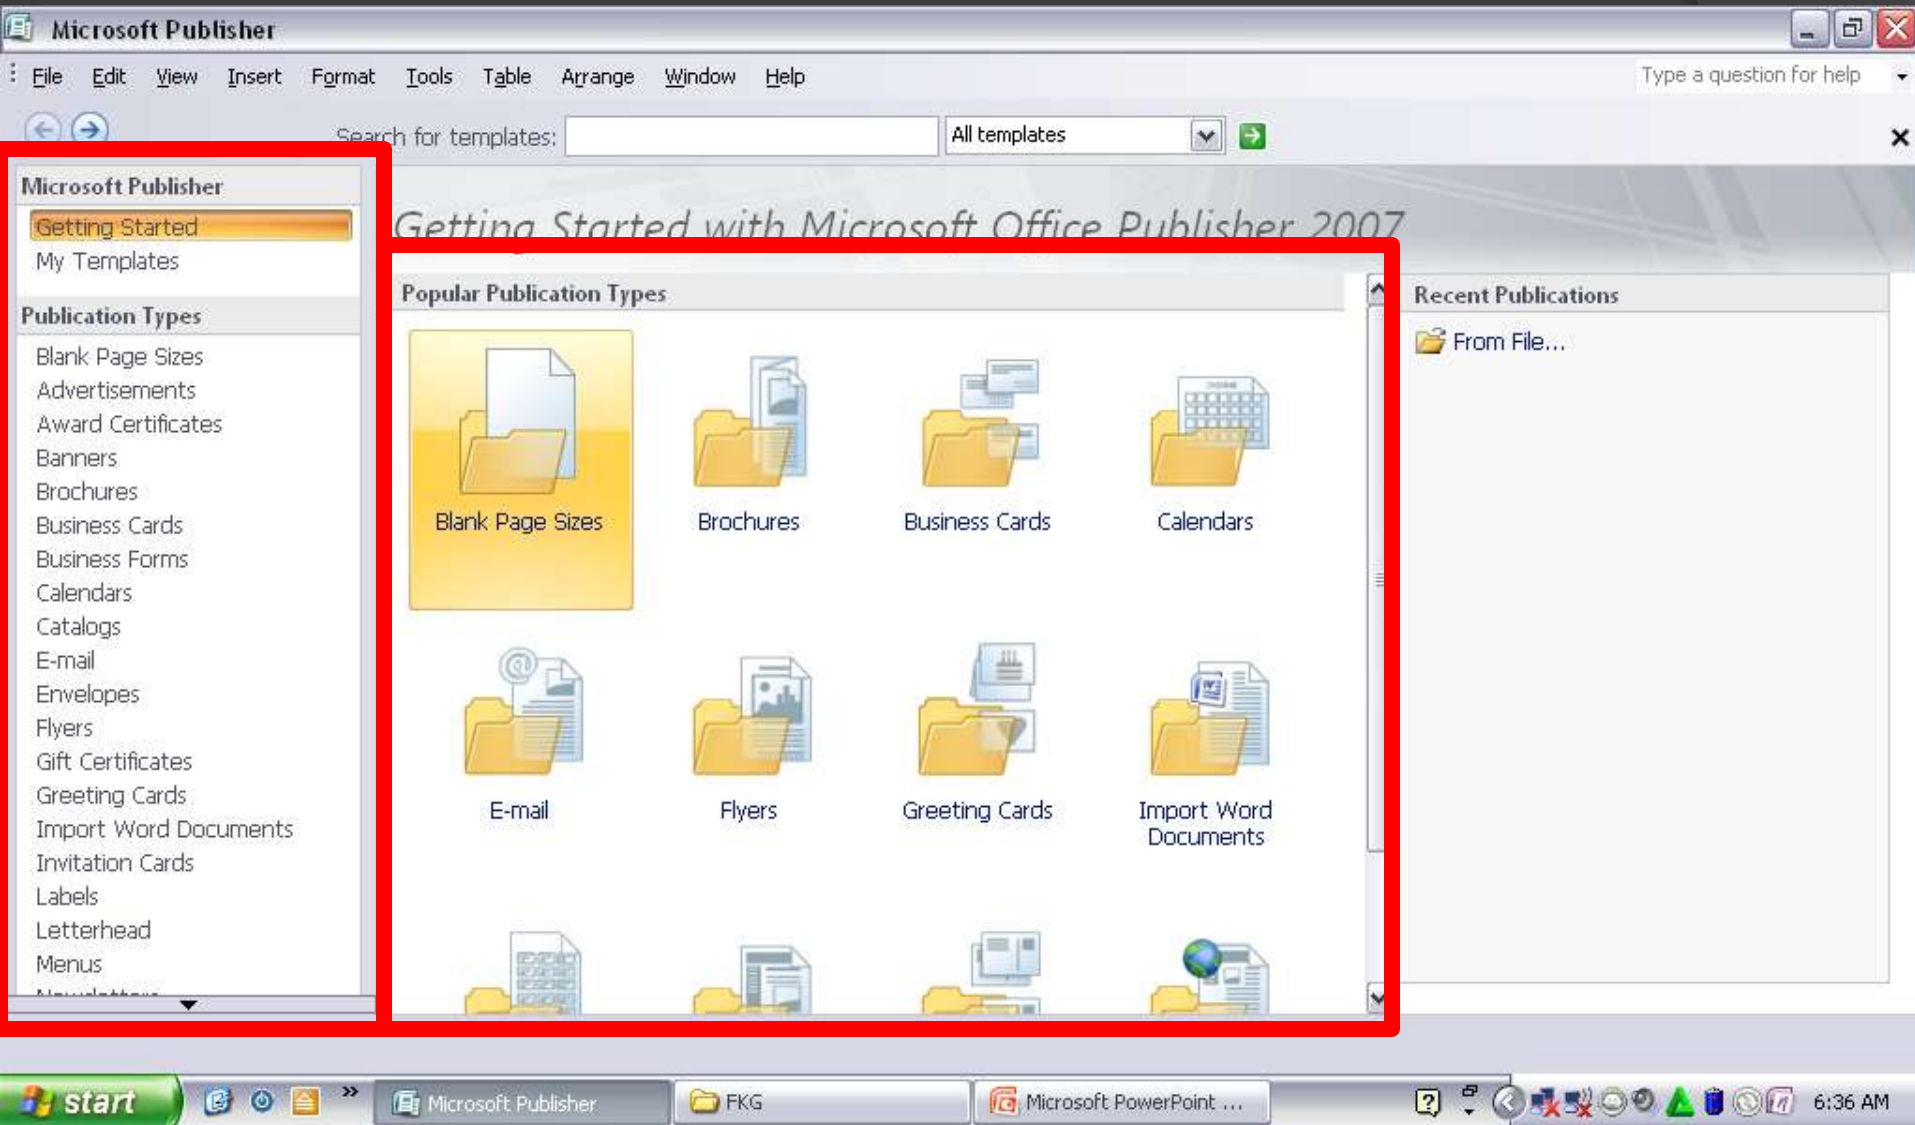 Microsoft Publisher
File Edit View Insert Format Tools Table Arrange Window Help
Type a question for help
Search for templates:
All templates
Microsoft Publisher
Getting Started
My Templates
Publication Types
Blank Page Sizes
Advertisements
Award Certificates
Banners
Brochures
Business Cards
Business Forms
Calendars
Catalogs
E-mail
Envelopes
Flyers
Gift Certificates
Greeting Cards
Import Word Documents
Invitation Cards
Labels
Letterhead
Menus
Newsletters
Getting Started with Microsoft Office Publisher 2007
Popular Publication Types
Blank Page Sizes
Brochures
Business Cards
Calendars
E-mail
Flyers
Greeting Cards
Import Word
Documents
Recent Publications
From File...
start
Microsoft Publisher
FKG
Microsoft PowerPoint ...
6:36 AM